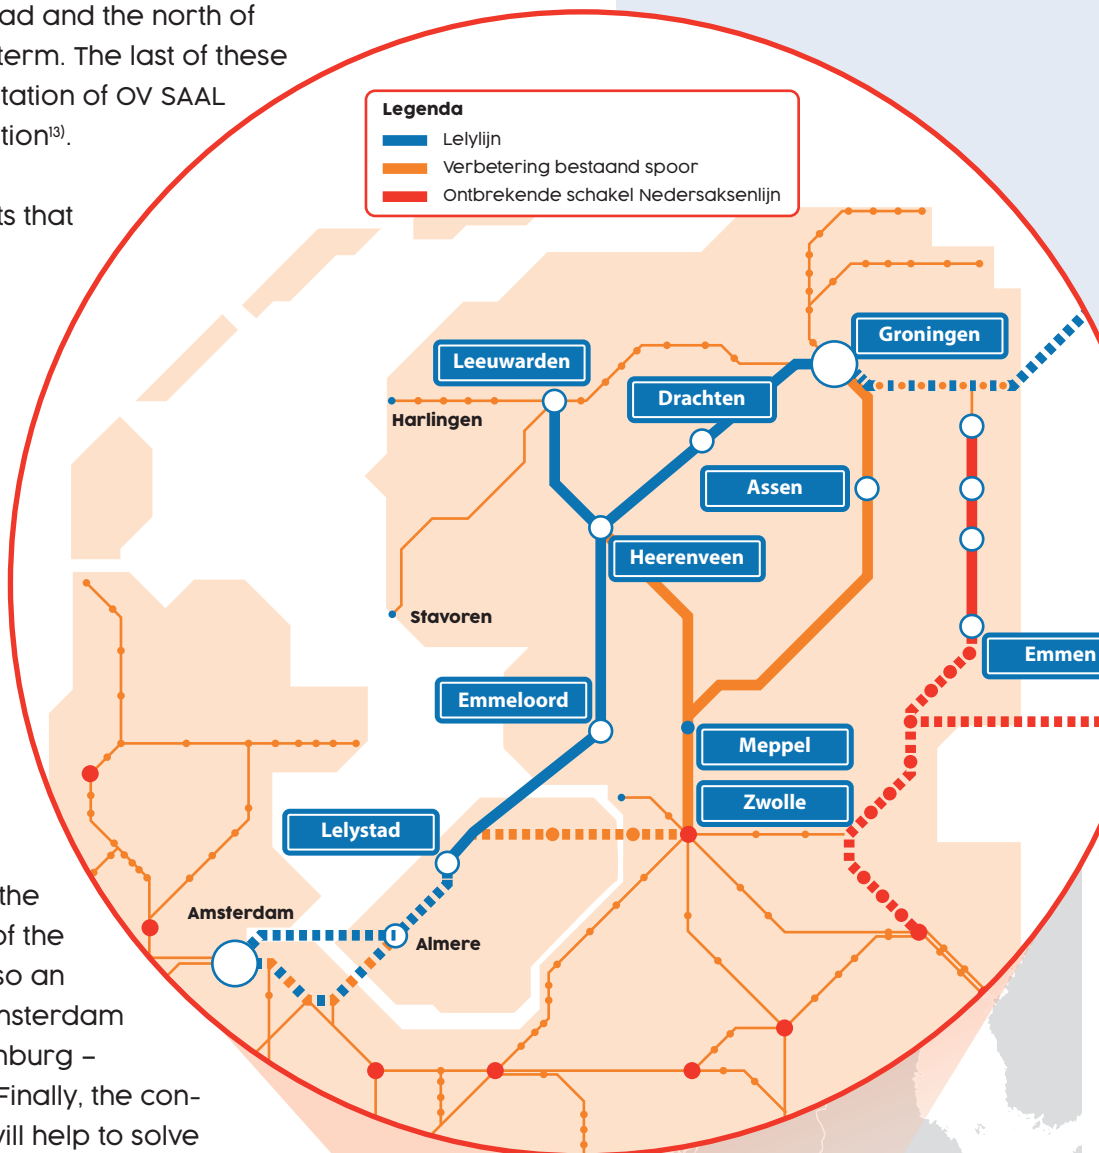 ad and the north of
term. The last of these
tation of OV SAAL
tion¹³⁾.
ts that
Legenda
Lelylijn
Verbetering bestaand spoor
Ontbrekende schakel Nedersaksenlijn
Groningen
Leeuwarden
Drachten
Harlingen
Assen
Heerenveen
Stavoren
Emmen
Emmeloord
Meppel
Zwolle
Lelystad
Amsterdam
Almere
the
of the
so an
msterdam
nburg –
Finally, the con-
will help to solve